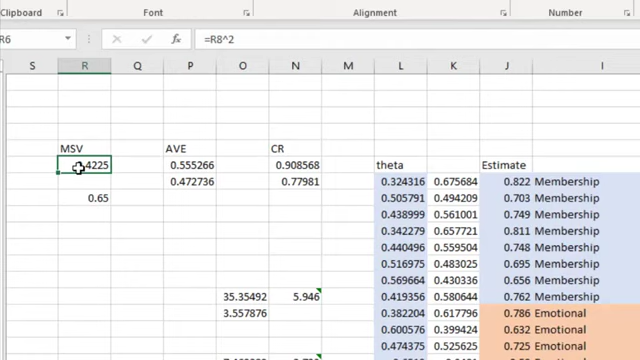 Clipboard Font Alignment Number
R6 =R8^2
S R Q P O N M L K J I
MSV AVE CR
4225 0.555266 0.908568 theta Estimate
0.472736 0.77981 0.324316 0.675684 0.822 Membership
0.65 0.505791 0.494209 0.703 Membership
0.438999 0.561001 0.749 Membership
0.342279 0.657721 0.811 Membership
0.440496 0.559504 0.748 Membership
0.516975 0.483025 0.695 Membership
0.569664 0.430336 0.656 Membership
35.35492 5.946 0.419356 0.580644 0.762 Membership
3.557876 0.382204 0.617796 0.786 Emotional
0.600576 0.399424 0.632 Emotional
0.474375 0.525625 0.725 Emotional